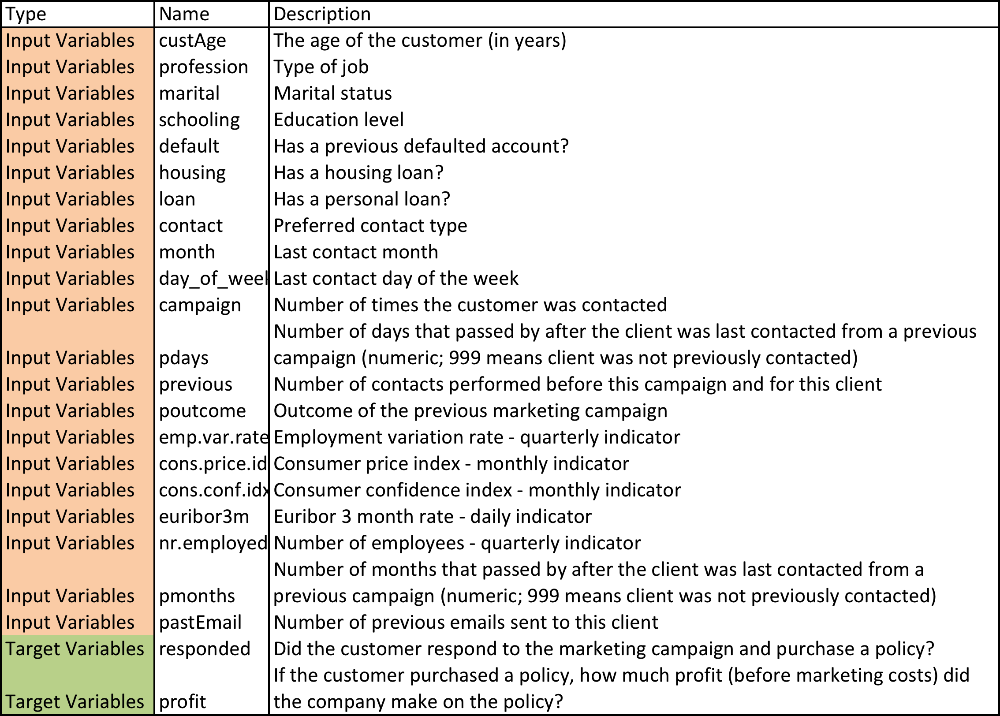 Type Name Description
Input Variables custAge The age of the customer (in years)
Input Variables profession Type of job
Input Variables marital Marital status
Input Variables schooling Education level
Input Variables default Has a previous defaulted account?
Input Variables housing Has a housing loan?
Input Variables loan Has a personal loan?
Input Variables contact Preferred contact type
Input Variables month Last contact month
Input Variables day_of_week Last contact day of the week
Input Variables campaign Number of times the customer was contacted
Number of days that passed by after the client was last contacted from a previous
Input Variables pdays campaign (numeric; 999 means client was not previously contacted)
Input Variables previous Number of contacts performed before this campaign and for this client
Input Variables poutcome Outcome of the previous marketing campaign
Input Variables emp.var.rate Employment variation rate - quarterly indicator
Input Variables cons.price.id Consumer price index - monthly indicator
Input Variables cons.conf.idx Consumer confidence index - monthly indicator
Input Variables euribor3m Euribor 3 month rate - daily indicator
Input Variables nr.employed Number of employees - quarterly indicator
Number of months that passed by after the client was last contacted from a
Input Variables pmonths previous campaign (numeric; 999 means client was not previously contacted)
Input Variables pastEmail Number of previous emails sent to this client
Target Variables responded Did the customer respond to the marketing campaign and purchase a policy?
If the customer purchased a policy, how much profit (before marketing costs) did
Target Variables profit the company make on the policy?